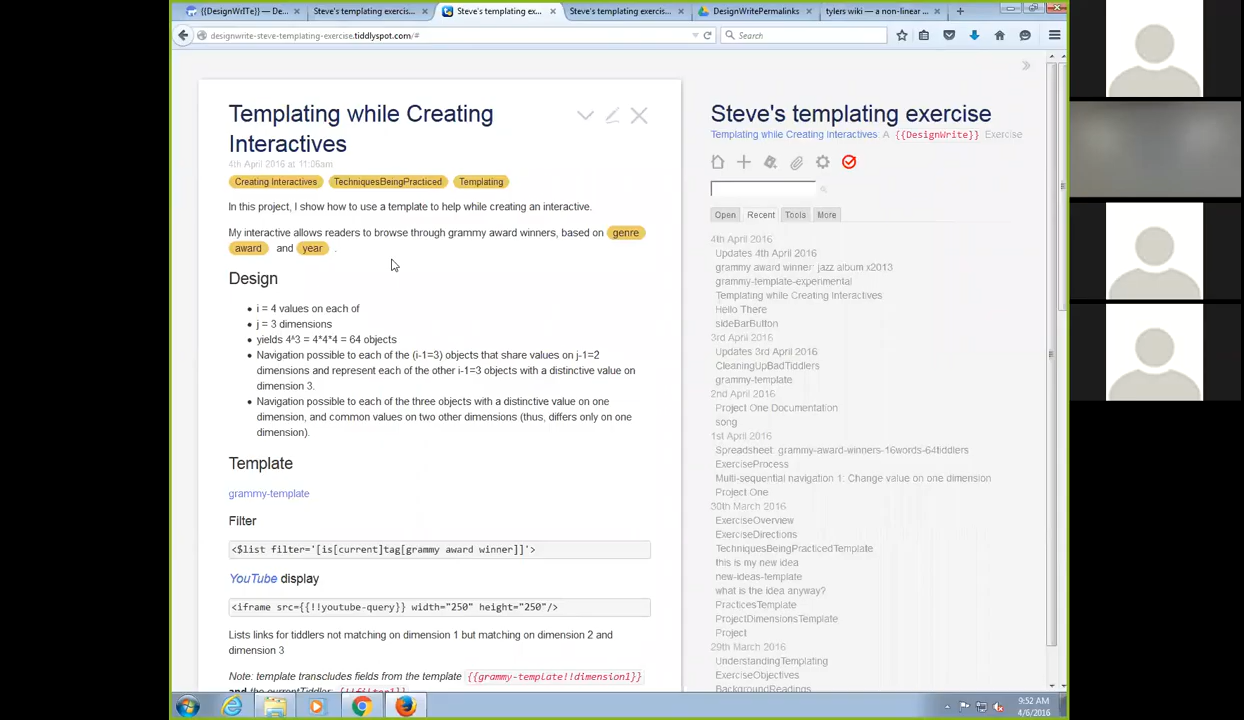 {{DesignWrITe}} — De...
Steve's templating exercis...
Steve's templating ex...
Steve's templating exercis...
DesignWritePermalinks
tylers wiki — a non-linear ...
designwrite-steve-templating-exercise.tiddlyspot.com/#
Search
Templating while Creating
Interactives
4th April 2016 at 11:06am
Creating Interactives TechniquesBeingPracticed Templating
In this project, I show how to use a template to help while creating an interactive.
My interactive allows readers to browse through grammy award winners, based on genre
award and year .
Design
i = 4 values on each of
j = 3 dimensions
yields 4^3 = 4*4*4 = 64 objects
Navigation possible to each of the (i-1=3) objects that share values on j-1=2
dimensions and represent each of the other i-1=3 objects with a distinctive value on
dimension 3.
Navigation possible to each of the three objects with a distinctive value on one
dimension, and common values on two other dimensions (thus, differs only on one
dimension).
Template
grammy-template
Filter
<$list filter='[is[current]tag[grammy award winner]]'>
YouTube display
<iframe src={{!!youtube-query}} width="250" height="250"/>
Lists links for tiddlers not matching on dimension 1 but matching on dimension 2 and
dimension 3
Note: template transcludes fields from the template {{grammy-template!!dimension1}}
and the currentTiddler:
Steve's templating exercise
Templating while Creating Interactives: A {{DesignWrite}} Exercise
Open Recent Tools More
4th April 2016
Updates 4th April 2016
grammy award winner: jazz album x2013
grammy-template-expenmental
Templating while Creating Interactives
Hello There
sideBarButton
3rd April 2016
Updates 3rd April 2016
CleaningUpBadTiddlers
grammy-template
2nd April 2016
Project One Documentation
song
1st April 2016
Spreadsheet: grammy-award-winners-16words-64tiddlers
ExerciseProcess
Multi-sequential navigation 1: Change value on one dimension
Project One
30th March 2016
ExerciseOverview
ExerciseDirections
TechniquesBeingPracticedTemplate
this is my new idea
new-ideas-template
what is the idea anyway?
PracticesTemplate
ProjectDimensionsTemplate
Project
29th March 2016
UnderstandingTemplating
ExerciseObjectives
BackgroundReadings
9:52 AM
4/6/2016